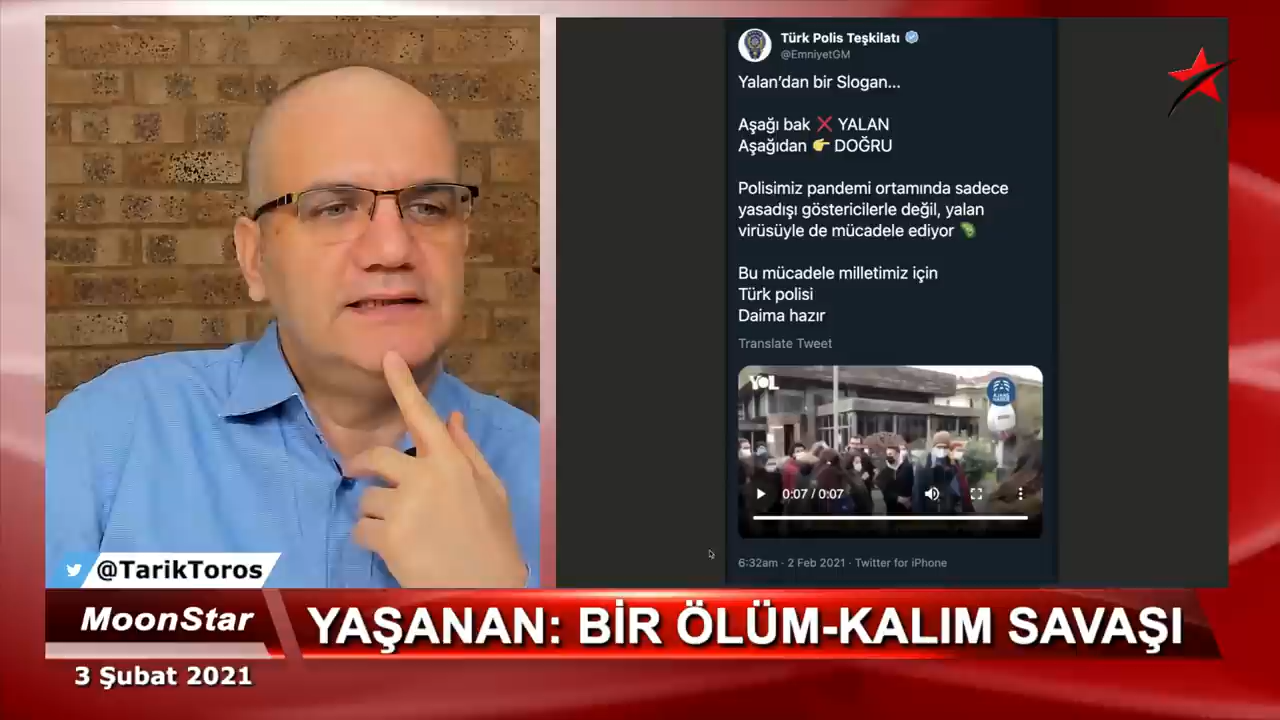 Türk Polis Teşkilatı
@EmniyetGM
Yalan'dan bir Slogan...
Aşağı bak ❌ YALAN
Aşağıdan 👉 DOĞRU
Polisimiz pandemi ortamında sadece
yasadışı göstericilerle değil, yalan
virüsüyle de mücadele ediyor 🦠
Bu mücadele milletimiz için
Türk polisi
Daima hazır
Translate Tweet
YOL
0:07 / 0:07
6:32am · 2 Feb 2021 · Twitter for iPhone
@TarikToros
MoonStar
YAŞANAN: BİR ÖLÜM-KALIM SAVAŞI
3 Şubat 2021